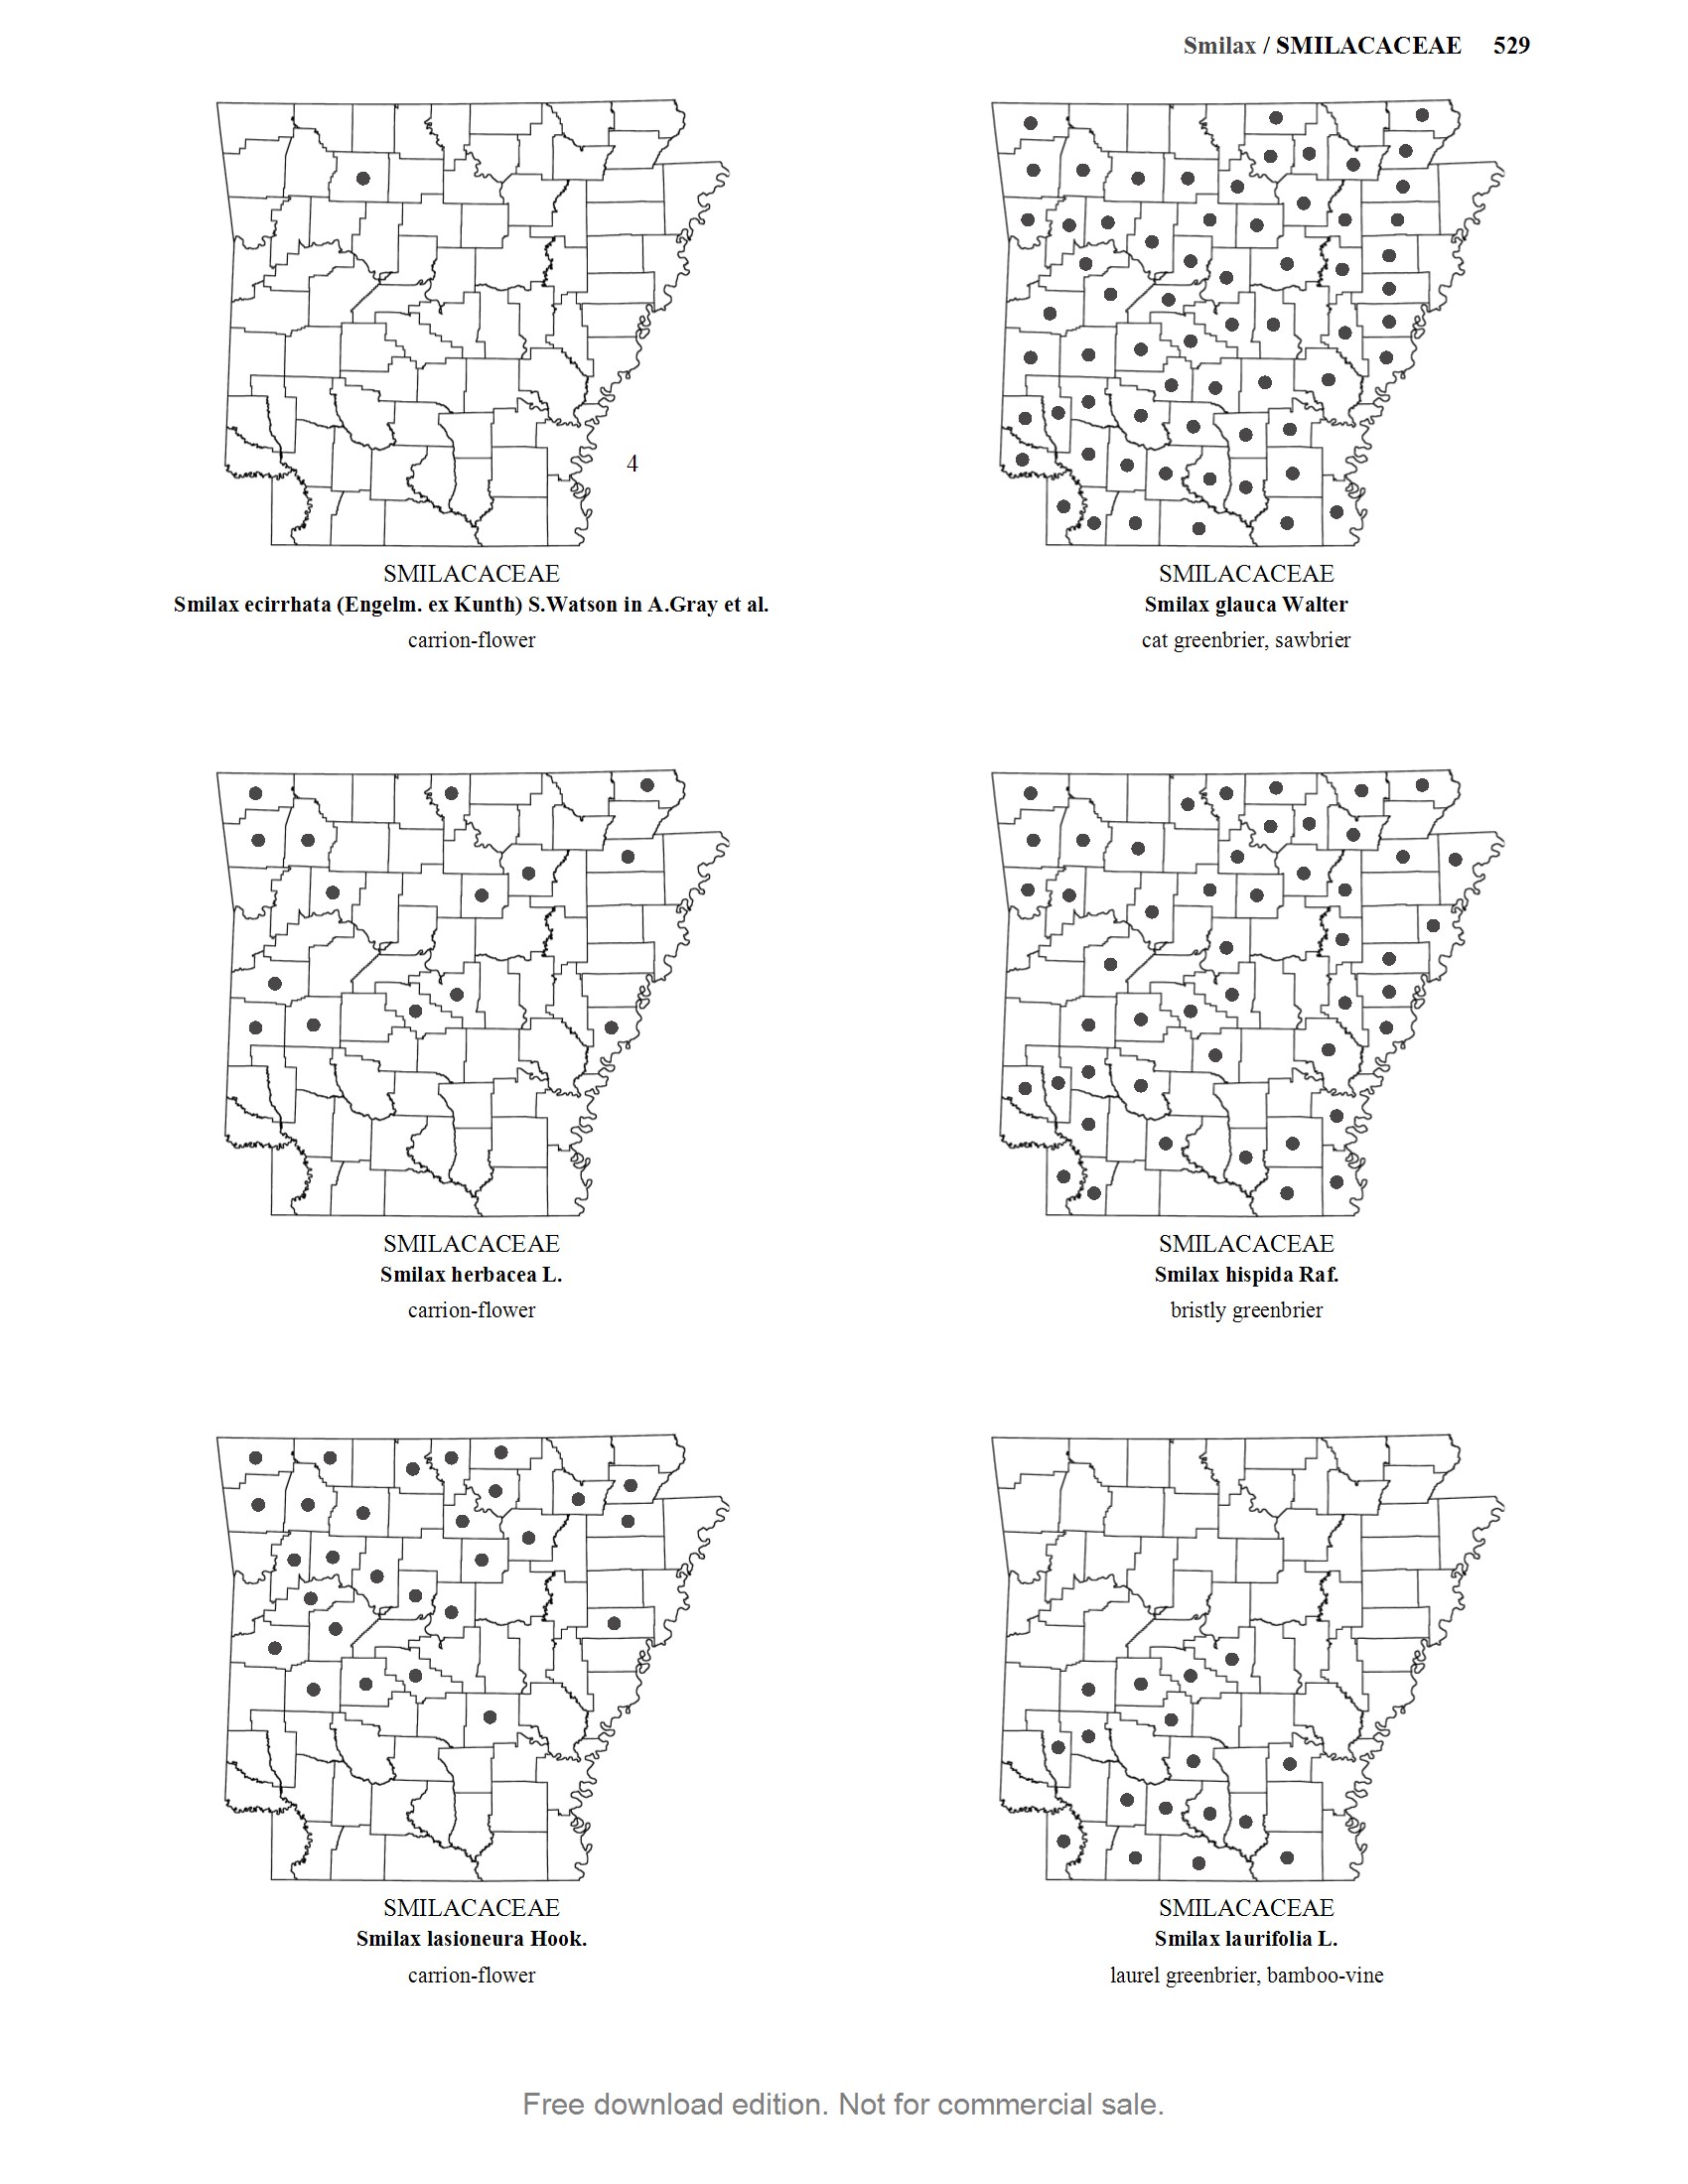 Smilax / SMILACACEAE 529
4
SMILACACEAE
Smilax ecirrhata (Engelm. ex Kunth) S.Watson in A.Gray et al.
carrion-flower
SMILACACEAE
Smilax glauca Walter
cat greenbrier, sawbrier
SMILACACEAE
Smilax herbacea L.
carrion-flower
SMILACACEAE
Smilax hispida Raf.
bristly greenbrier
SMILACACEAE
Smilax lasioneura Hook.
carrion-flower
SMILACACEAE
Smilax laurifolia L.
laurel greenbrier, bamboo-vine
Free download edition. Not for commercial sale.